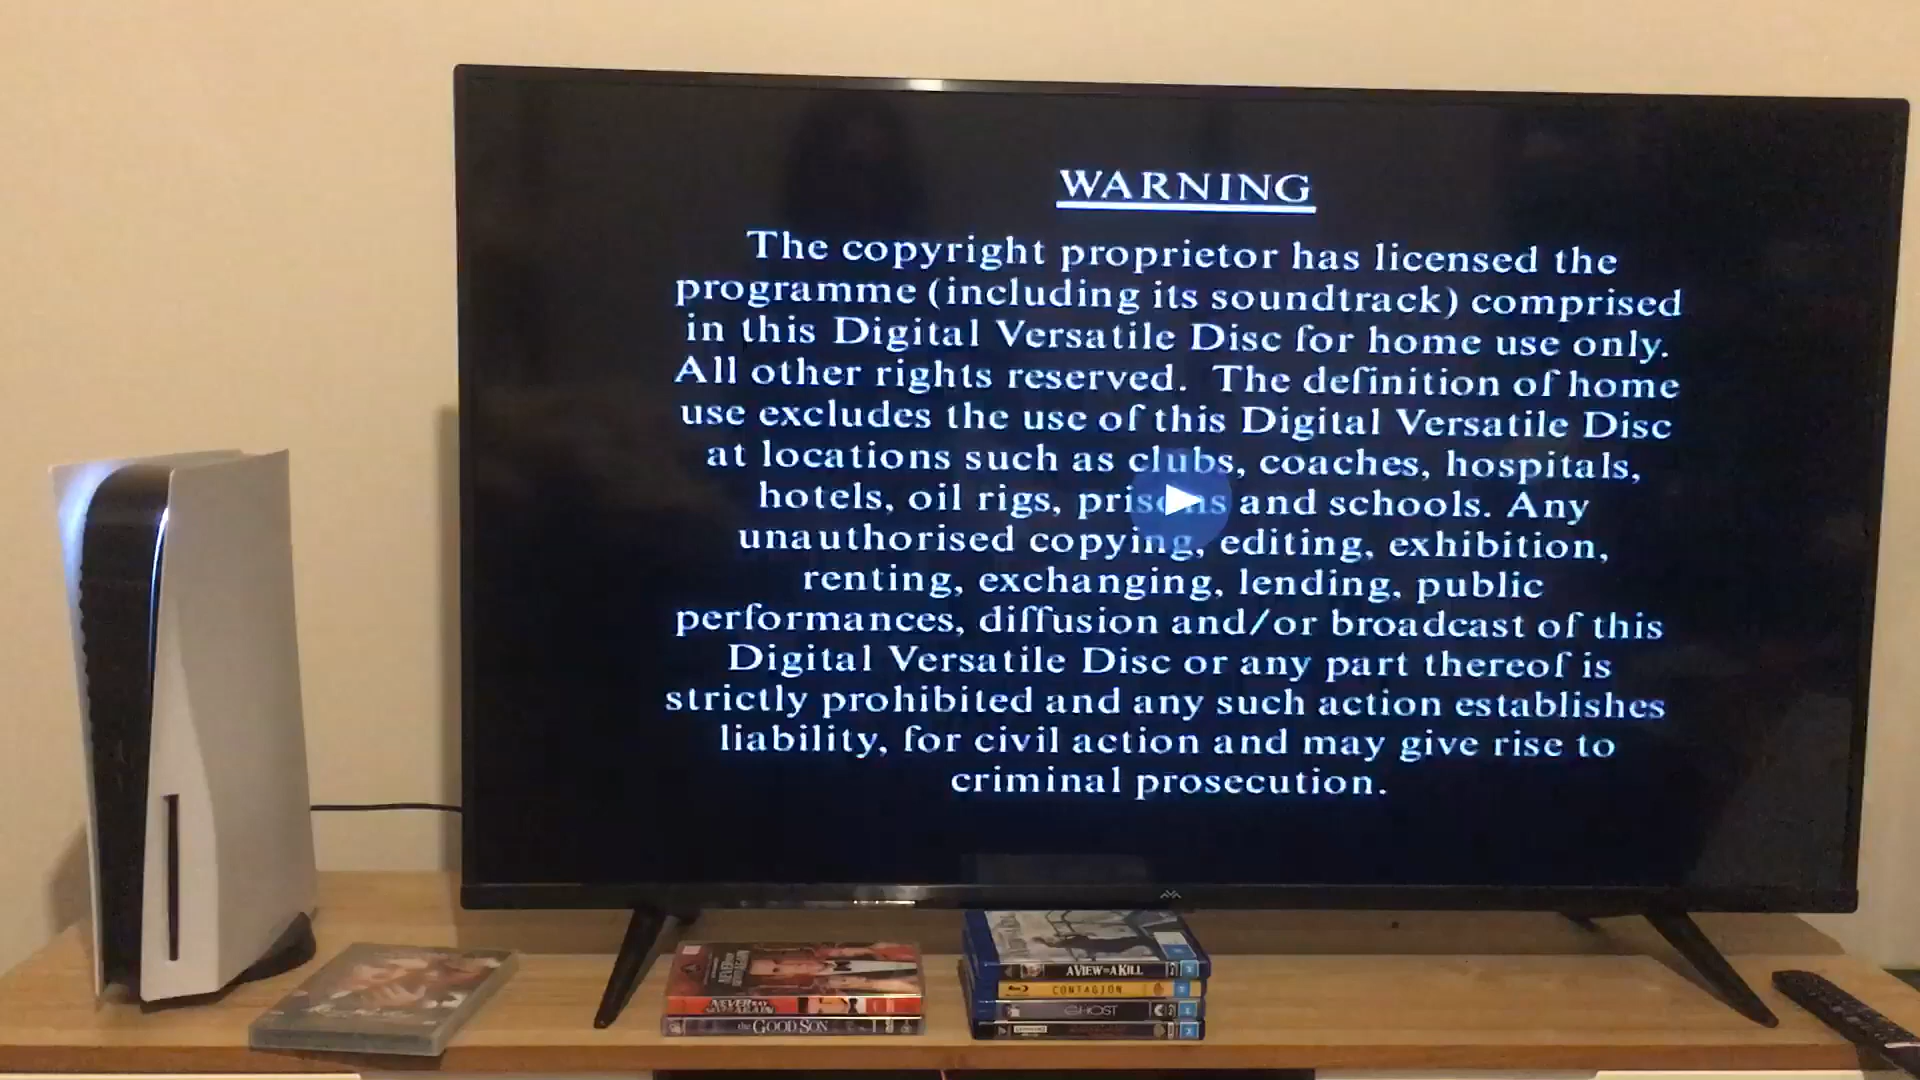 WARNING
The copyright proprietor has licensed the
programme (including its soundtrack) comprised
in this Digital Versatile Disc for home use only.
All other rights reserved. The definition of home
use excludes the use of this Digital Versatile Disc
at locations such as clubs, coaches, hospitals,
hotels, oil rigs, prisons and schools. Any
unauthorised copying, editing, exhibition,
renting, exchanging, lending, public
performances, diffusion and/or broadcast of this
Digital Versatile Disc or any part thereof is
strictly prohibited and any such action establishes
liability, for civil action and may give rise to
criminal prosecution.
NEVER SAY
NEVER AGAIN
NEVER SAY
NEVER AGAIN
the GOOD SON
A VIEW TO A KILL
CONTAGION
GHOST